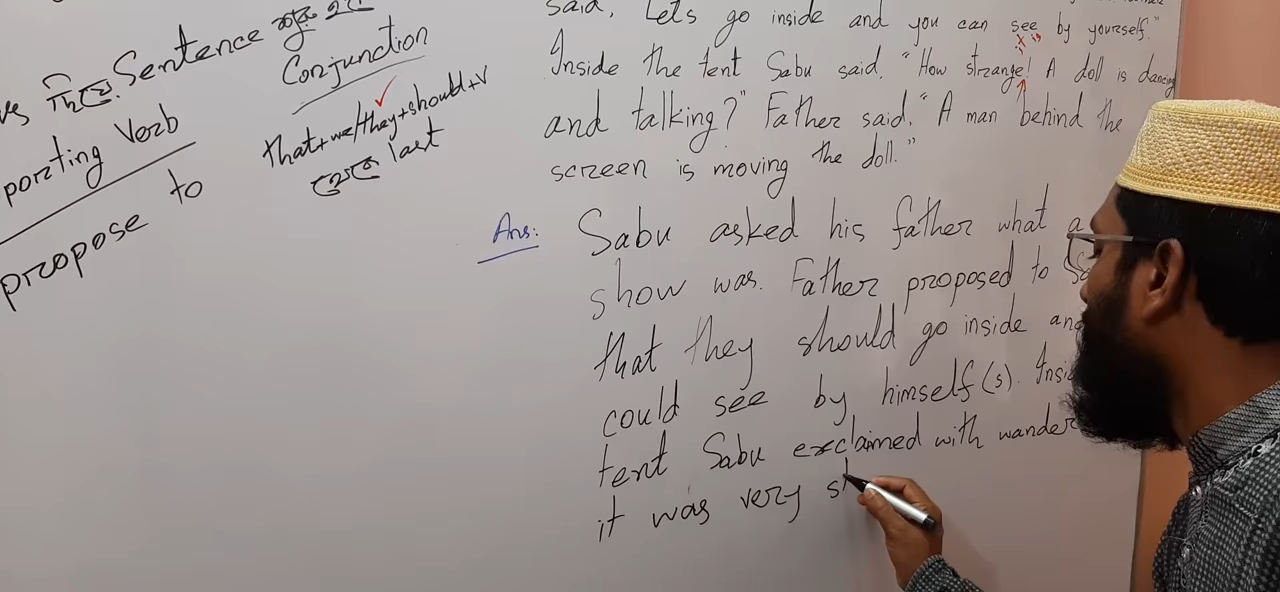 Sentence
Conjunction
porting Verb
that+we/they+should+v
last
propose to
said, "Lets go inside and you can see by yourself."
it is
Inside the tent Sabu said, "How strange! A doll is dancing
and talking?" Father said, "A man behind the
screen is moving the doll."
Ans: Sabu asked his father what a
show was. Father proposed to
that they should go inside
could see by himself(s).
tent Sabu exclaimed with wander
it was very